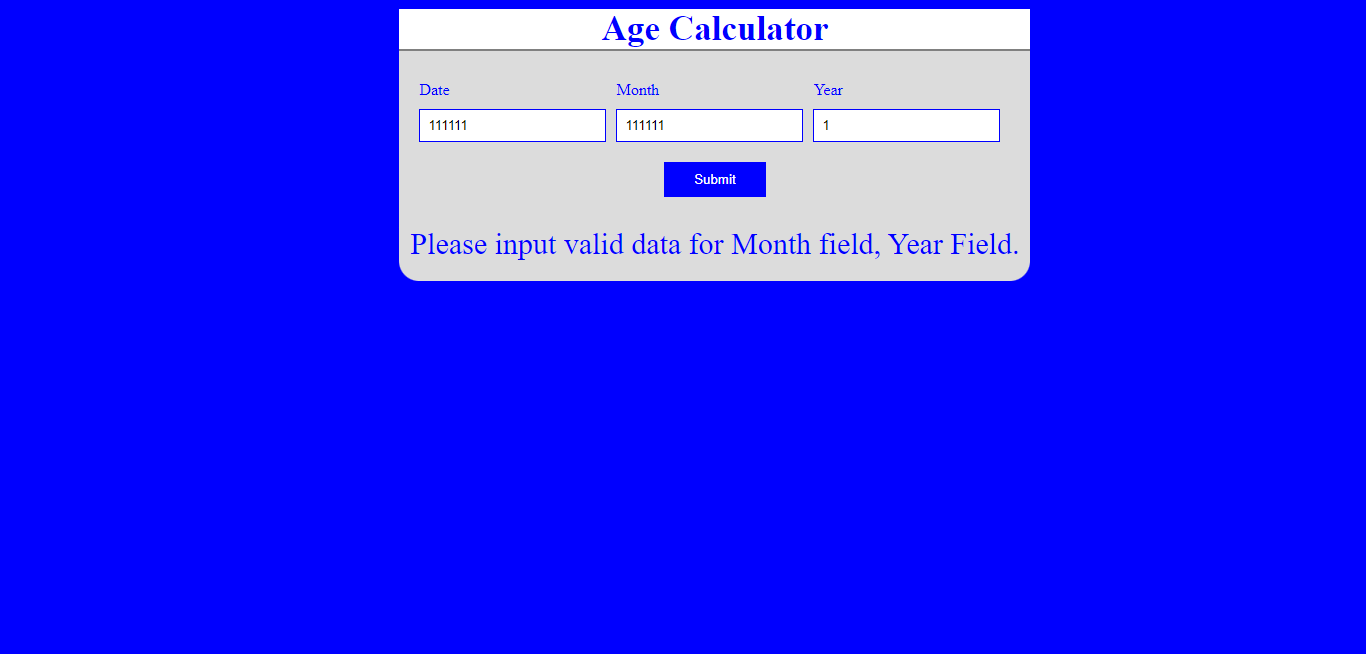 Age Calculator
Date Month Year
111111 111111 1
Submit
Please input valid data for Month field, Year Field.